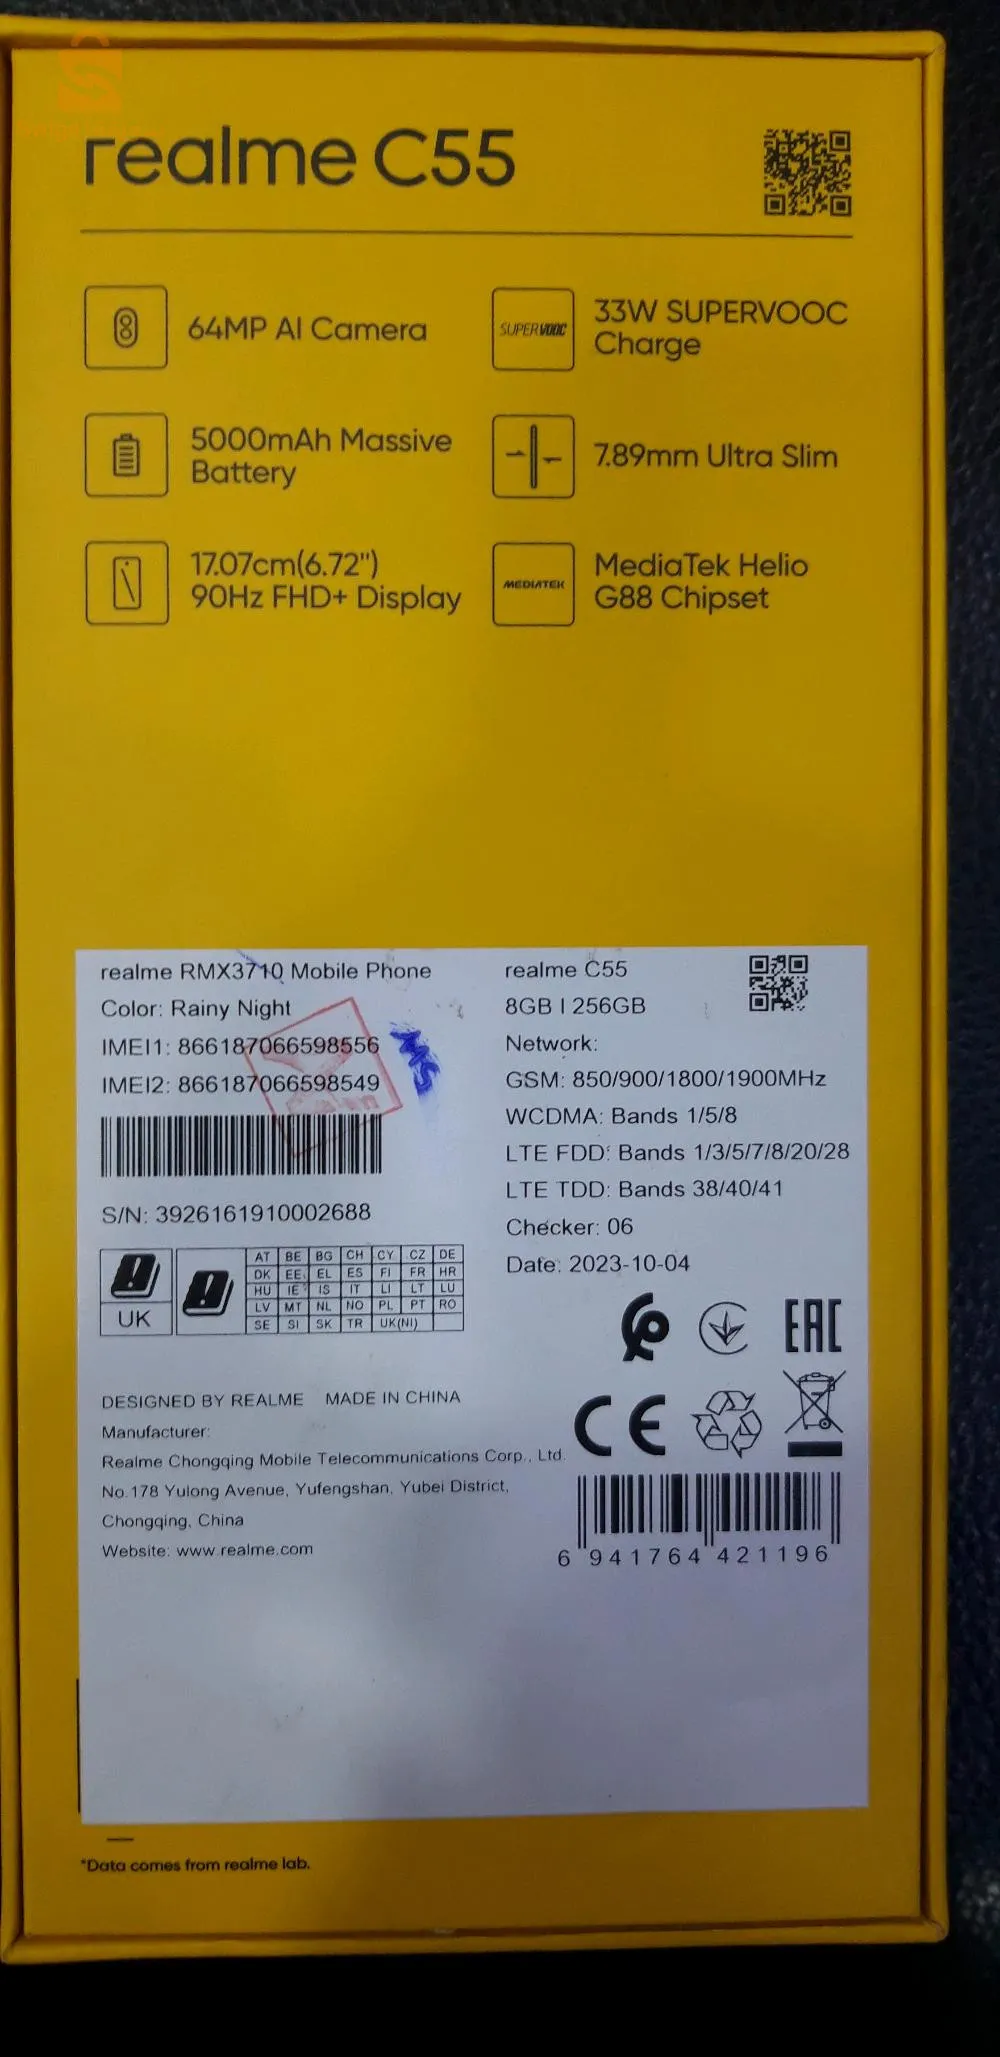 realme C55
64MP AI Camera
33W SUPERVOOC
Charge
SUPERVOOC
5000mAh Massive
Battery
7.89mm Ultra Slim
17.07cm(6.72")
90Hz FHD+ Display
MEDIATEK
MediaTek Helio
G88 Chipset
realme RMX3710 Mobile Phone
Color: Rainy Night
IMEI1: 866187066598556
IMEI2: 866187066598549
S/N: 3926161910002688
UK
AT BE BG CH CY CZ DE
DK EE EL ES FI FR HR
HU IE IS IT LI LT LU
LV MT NL NO PL PT RO
SE SI SK TR UK(NI)
realme C55
8GB | 256GB
Network:
GSM: 850/900/1800/1900MHz
WCDMA: Bands 1/5/8
LTE FDD: Bands 1/3/5/7/8/20/28
LTE TDD: Bands 38/40/41
Checker: 06
Date: 2023-10-04
EAC
CE
DESIGNED BY REALME MADE IN CHINA
Manufacturer:
Realme Chongqing Mobile Telecommunications Corp., Ltd.
No.178 Yulong Avenue, Yufengshan, Yubei District,
Chongqing, China
Website: www.realme.com
6 941764 421196
*Data comes from realme lab.